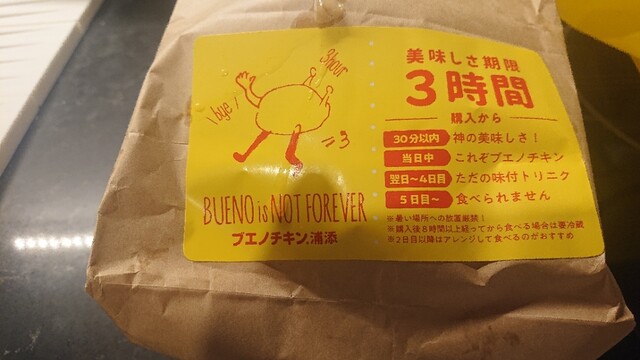 \bye/
3hour
=3
BUENO is NOT FOREVER
ブエノチキン浦添
美味しさ期限
3時間
購入から
30分以内 神の美味しさ!
当日中 これぞブエノチキン
翌日〜4日目 ただの味付トリニク
5日目〜 食べられません
※暑い場所への放置厳禁!
※購入後8時間以上経ってから食べる場合は要冷蔵
※2日目以降はアレンジして食べるのがおすすめ